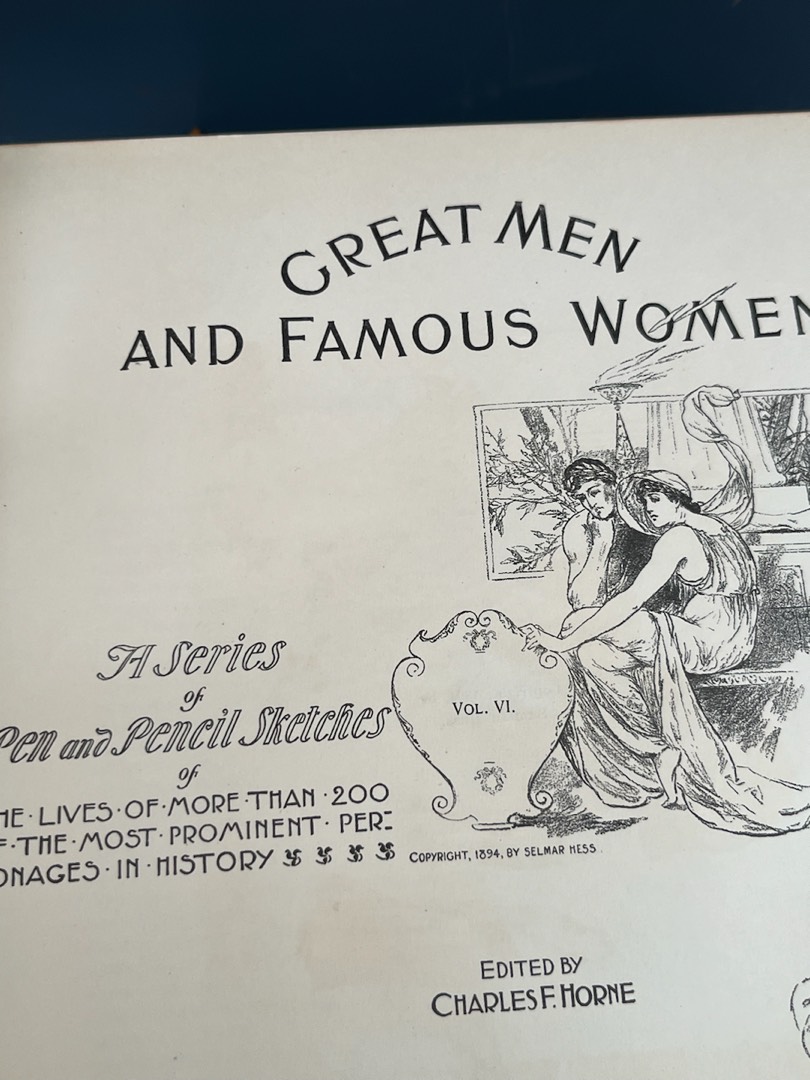 GREAT MEN
AND FAMOUS WOMEN
A Series
of
Pen and Pencil Sketches
of
HE·LIVES·OF·MORE·THAN·200
F·THE·MOST·PROMINENT·PER=
ONAGES·IN·HISTORY
VOL. VI.
COPYRIGHT, 1894, BY SELMAR HESS
EDITED BY
CHARLES F. HORNE